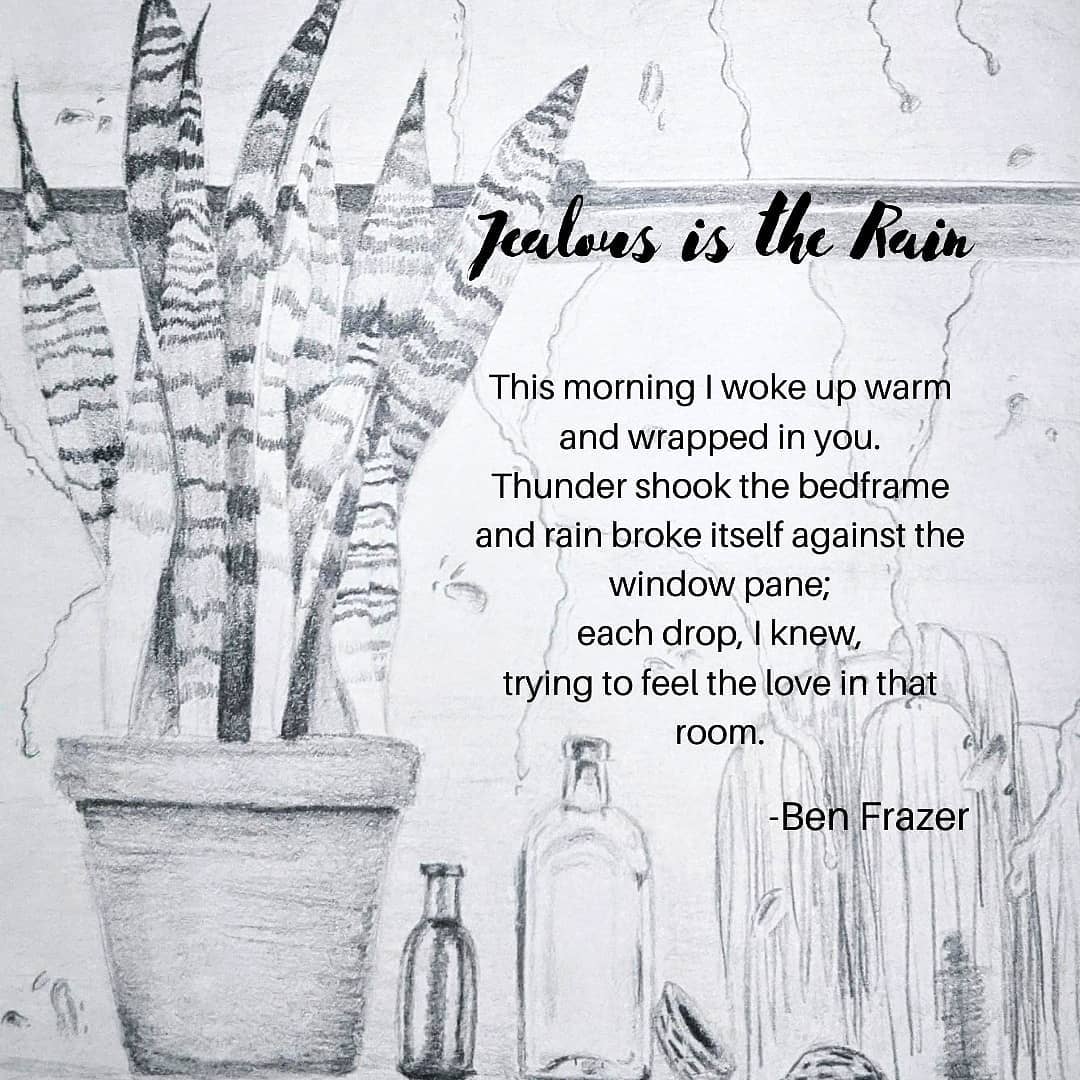 Jealous is the Rain
This morning I woke up warm
and wrapped in you.
Thunder shook the bedframe
and rain broke itself against the
window pane;
each drop, I knew,
trying to feel the love in that
room.
-Ben Frazer